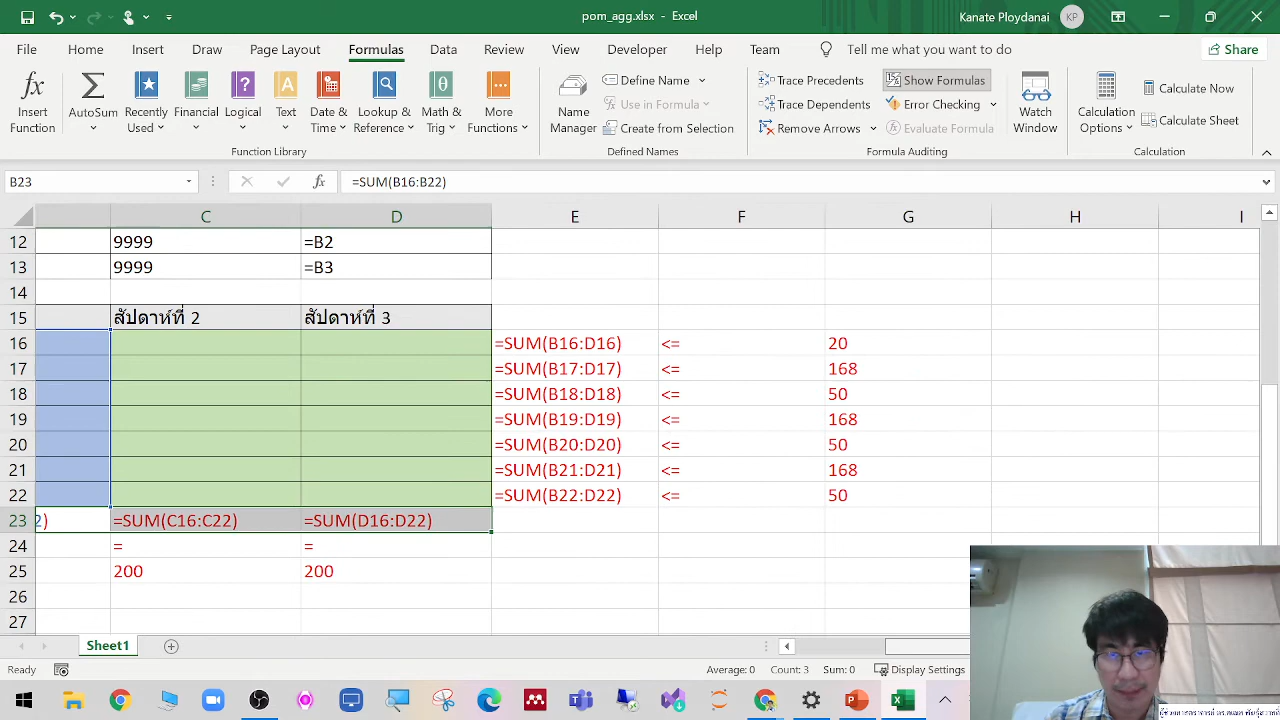 pom_agg.xlsx - Excel
Kanate Ploydanai KP
File Home Insert Draw Page Layout Formulas Data Review View Developer Help Team Tell me what you want to do Share
Insert Function
AutoSum
Recently Used
Financial
Logical
Text
Date & Time
Lookup & Reference
Math & Trig
More Functions
Function Library
Name Manager
Define Name
Use in Formula
Create from Selection
Defined Names
Trace Precedents
Trace Dependents
Remove Arrows
Show Formulas
Error Checking
Evaluate Formula
Formula Auditing
Watch Window
Calculation Options
Calculate Now
Calculate Sheet
Calculation
B23 fx =SUM(B16:B22)
C D E F G H I
12 9999 =B2
13 9999 =B3
14
15 สัปดาห์ที่ 2 สัปดาห์ที่ 3
16 =SUM(B16:D16) <= 20
17 =SUM(B17:D17) <= 168
18 =SUM(B18:D18) <= 50
19 =SUM(B19:D19) <= 168
20 =SUM(B20:D20) <= 50
21 =SUM(B21:D21) <= 168
22 =SUM(B22:D22) <= 50
23 2) =SUM(C16:C22) =SUM(D16:D22)
24 = =
25 200 200
26
27
Sheet1
Ready Average: 0 Count: 3 Sum: 0 Display Settings